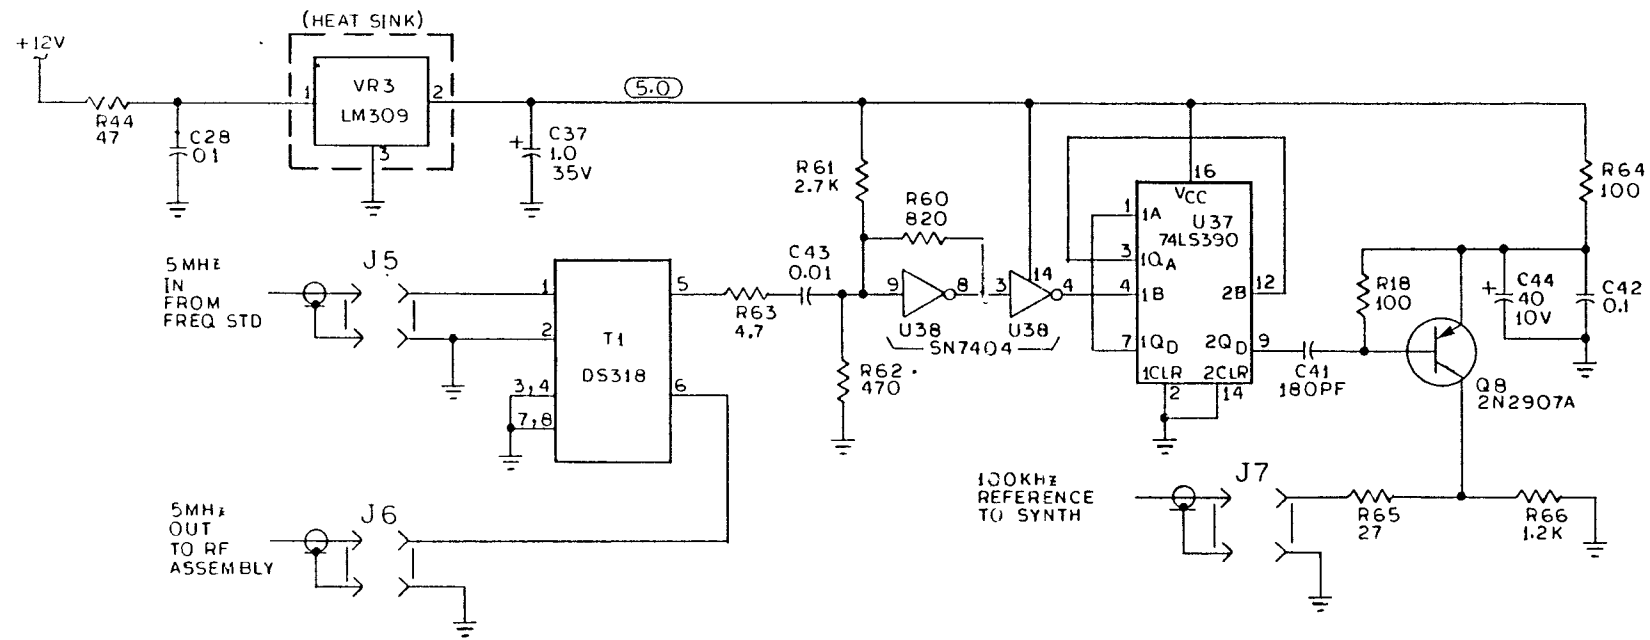 (HEAT SINK)
+12V
VR3
LM309
1
2
3
R44
47
C28
01
5.0
C37
1.0
35V
+
R61
2.7K
R60
820
R64
100
16
VCC
U37
74LS390
1
1A
3
1QA
4
1B
7
1QD
1CLR
2
2CLR
14
2B
12
2QD
9
5MHz
IN
FROM
FREQ STD
J5
1
2
3,4
7,8
T1
DS318
5
6
R63
4.7
C43
0.01
9
8
3
14
4
U38
U38
SN7404
R62
470
C41
180PF
R18
100
+
C44
40
10V
C42
0.1
Q8
2N2907A
5MHz
OUT
TO RF
ASSEMBLY
J6
100KHz
REFERENCE
TO SYNTH
J7
R65
27
R66
1.2K